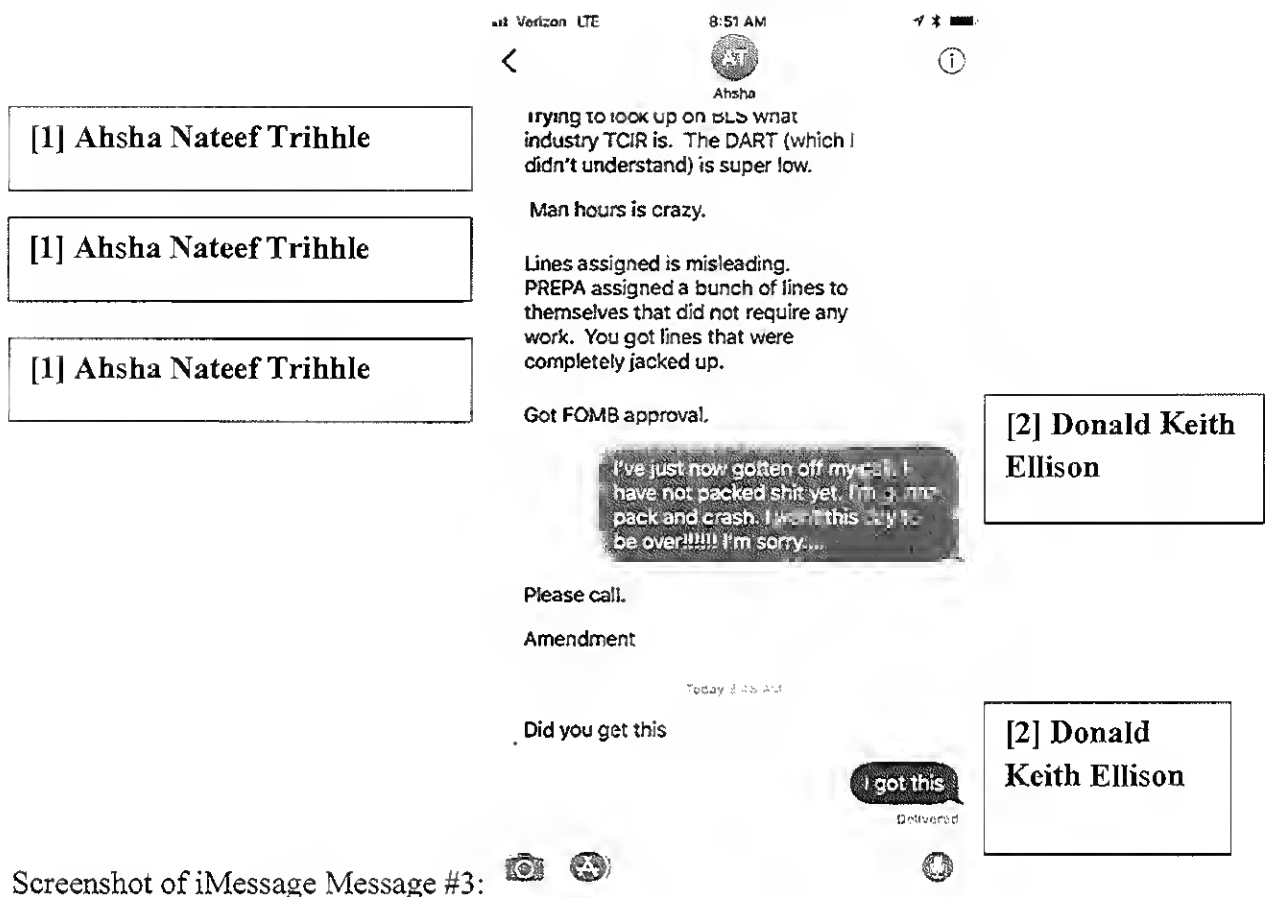 Verizon LTE 8:51 AM
AT
Ahsha
[1] Ahsha Nateef Trihhle
Trying to look up on BLS what
industry TCIR is. The DART (which I
didn't understand) is super low.
Man hours is crazy.
[1] Ahsha Nateef Trihhle
Lines assigned is misleading.
PREPA assigned a bunch of lines to
themselves that did not require any
work. You got lines that were
completely jacked up.
[1] Ahsha Nateef Trihhle
Got FOMB approval.
[2] Donald Keith
Ellison
I've just now gotten off my call. I
have not packed shit yet. I'm gonna
pack and crash. I want this day to
be over!!!!!! I'm sorry....
Please call.
Amendment
Today AM
Did you get this
[2] Donald
Keith Ellison
I got this
Delivered
Screenshot of iMessage Message #3: